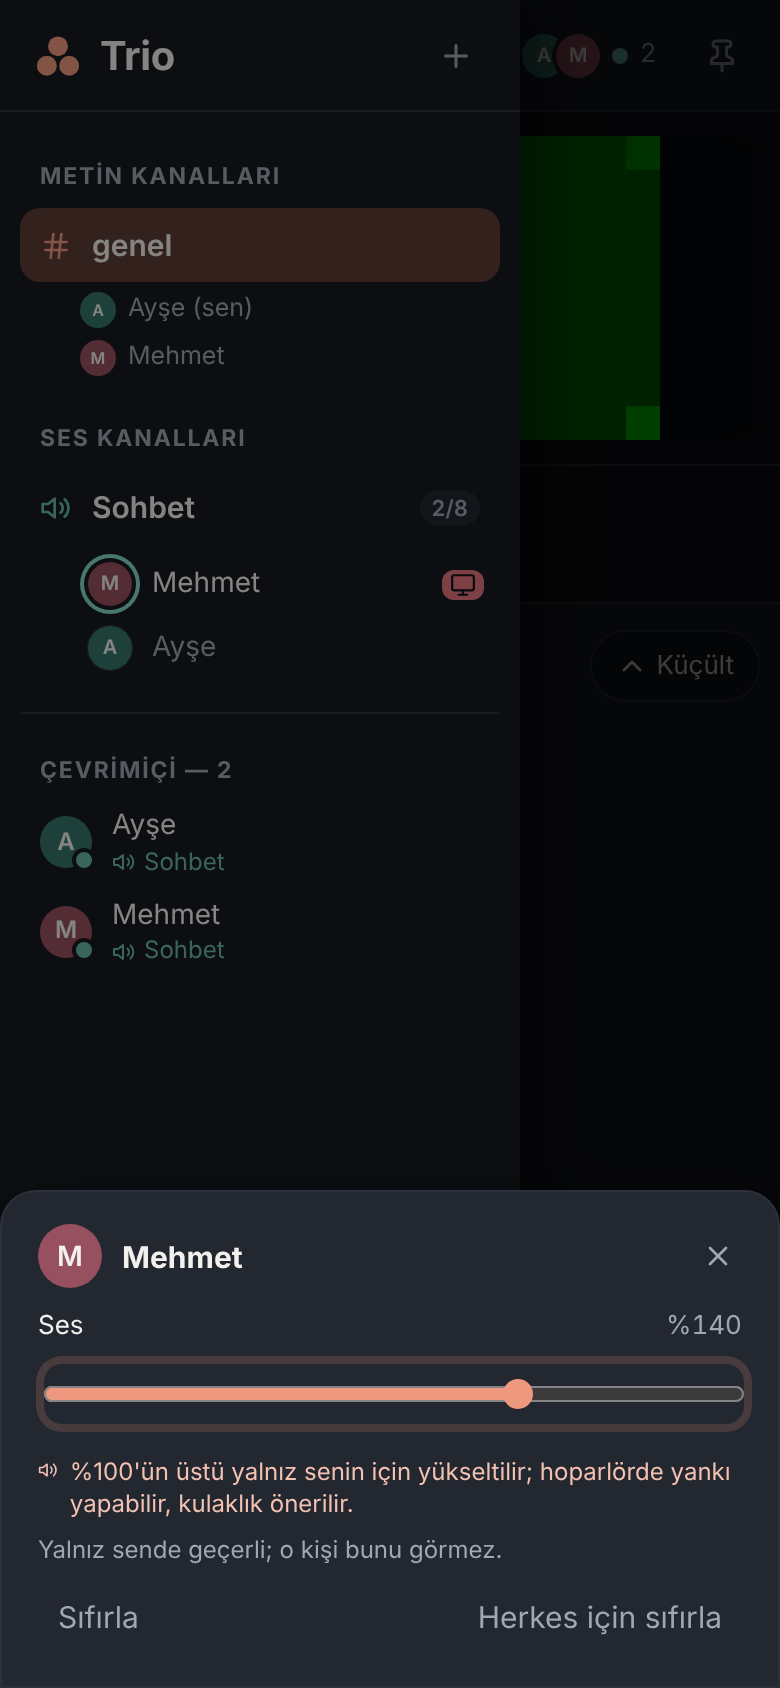 Trio
A M 2
METİN KANALLARI
# genel
A Ayşe (sen)
M Mehmet
SES KANALLARI
Sohbet 2/8
M Mehmet
A Ayşe
Küçült
ÇEVRİMİÇİ — 2
A Ayşe
Sohbet
M Mehmet
Sohbet
M Mehmet
Ses %140
%100'ün üstü yalnız senin için yükseltilir; hoparlörde yankı
yapabilir, kulaklık önerilir.
Yalnız sende geçerli; o kişi bunu görmez.
Sıfırla Herkes için sıfırla